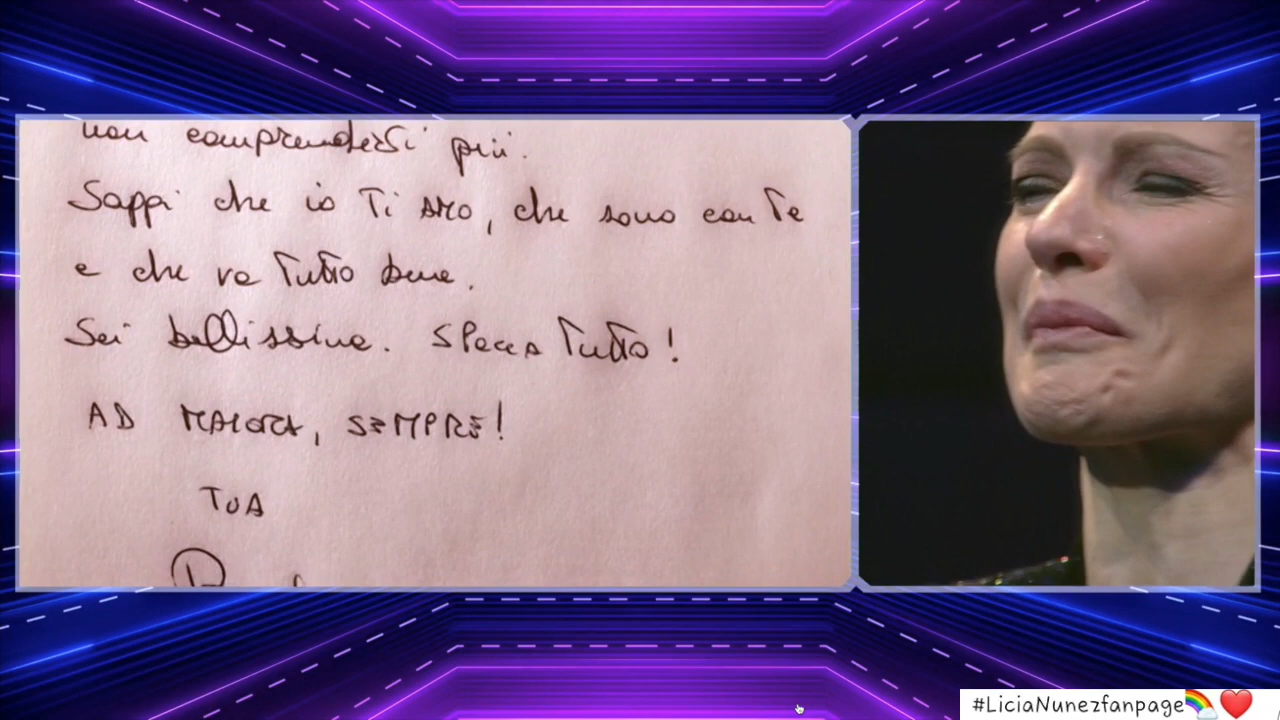 non comprendersi più.
Sappi che io Ti AMO, che sono con Te
e che va Tutto bene.
Sei bellissima. SPACCA Tutto!
AD MAIORA, SEMPRE!
TUA
#LiciaNunezfanpage🌈❤️